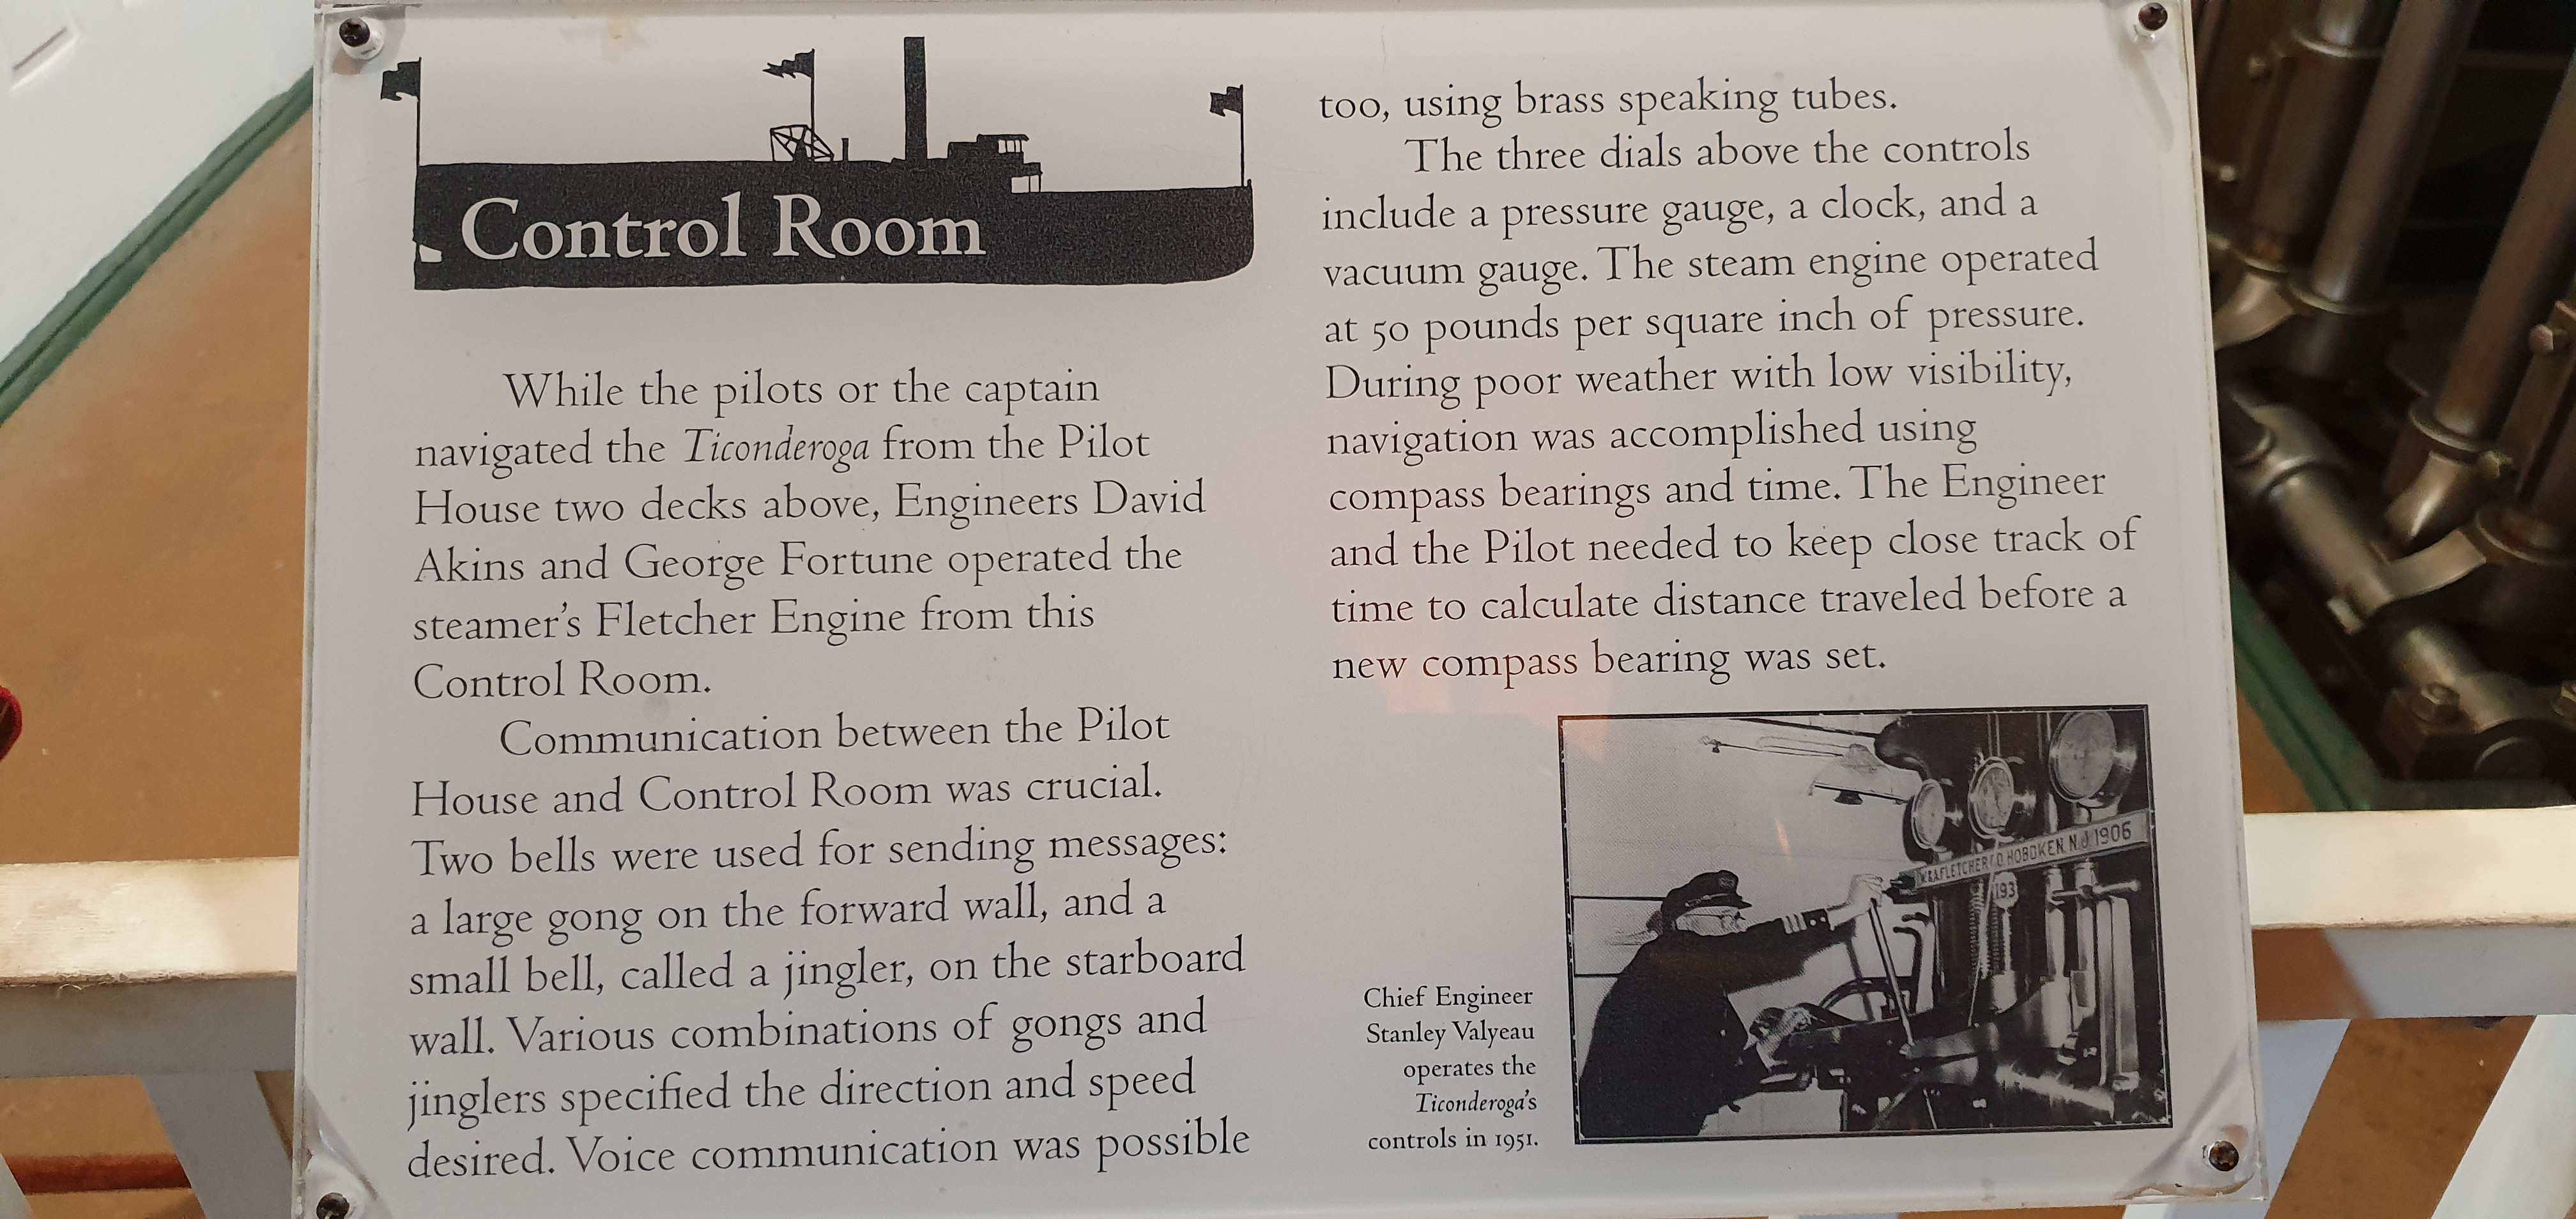 Control Room
While the pilots or the captain
navigated the Ticonderoga from the Pilot
House two decks above, Engineers David
Akins and George Fortune operated the
steamer's Fletcher Engine from this
Control Room.
Communication between the Pilot
House and Control Room was crucial.
Two bells were used for sending messages:
a large gong on the forward wall, and a
small bell, called a jingler, on the starboard
wall. Various combinations of gongs and
jinglers specified the direction and speed
desired. Voice communication was possible
too, using brass speaking tubes.
The three dials above the controls
include a pressure gauge, a clock, and a
vacuum gauge. The steam engine operated
at 50 pounds per square inch of pressure.
During poor weather with low visibility,
navigation was accomplished using
compass bearings and time. The Engineer
and the Pilot needed to keep close track of
time to calculate distance traveled before a
new compass bearing was set.
W.&A. FLETCHER CO. HOBOKEN. N.J. 1906
193
Chief Engineer
Stanley Valyeau
operates the
Ticonderoga's
controls in 1951.